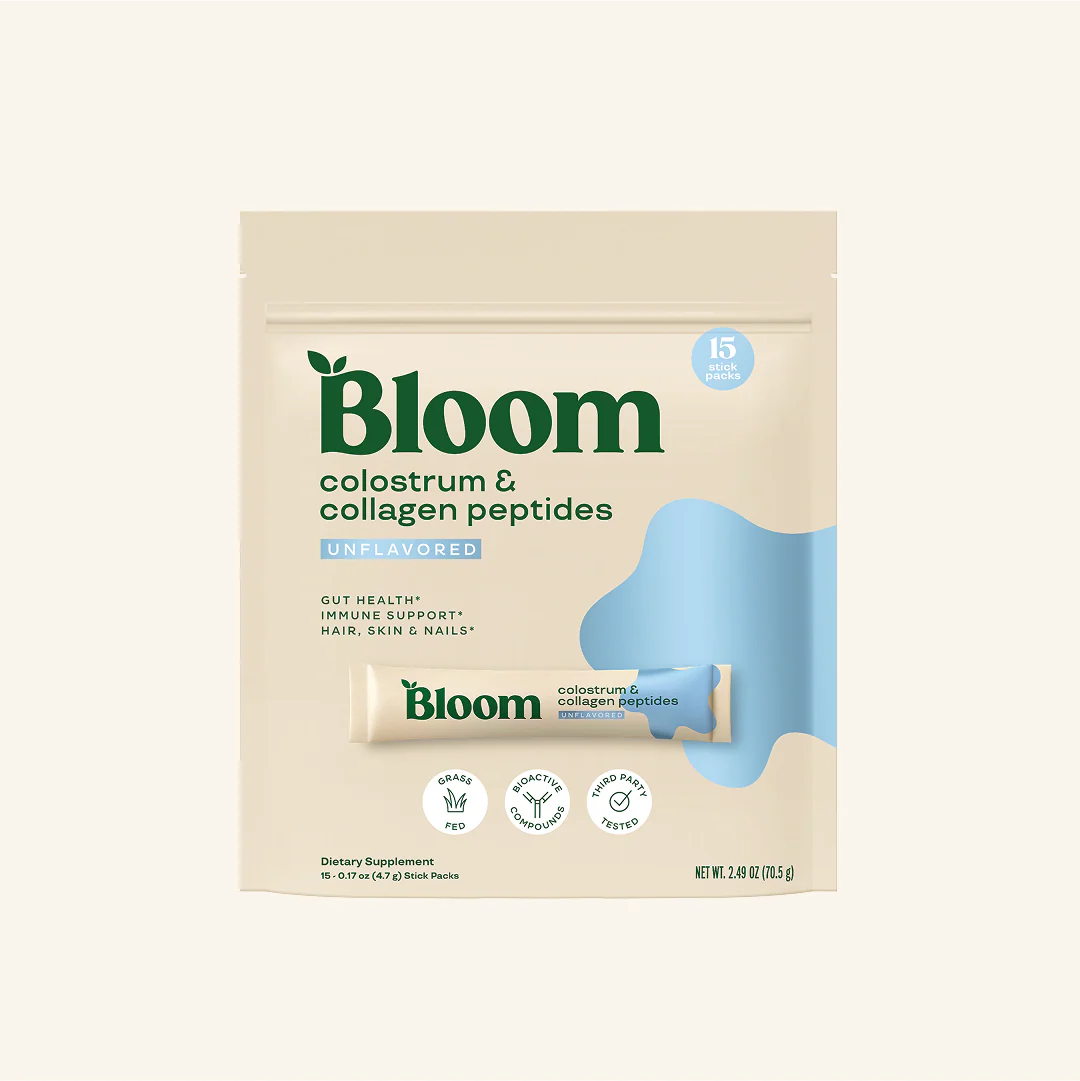 15
stick
packs
Bloom
colostrum &
collagen peptides
UNFLAVORED
GUT HEALTH*
IMMUNE SUPPORT*
HAIR, SKIN & NAILS*
Bloom
colostrum &
collagen peptides
UNFLAVORED
GRASS
FED
BIOACTIVE
COMPOUNDS
THIRD PARTY
TESTED
Dietary Supplement
15 - 0.17 oz (4.7 g) Stick Packs
NET WT. 2.49 OZ (70.5 g)